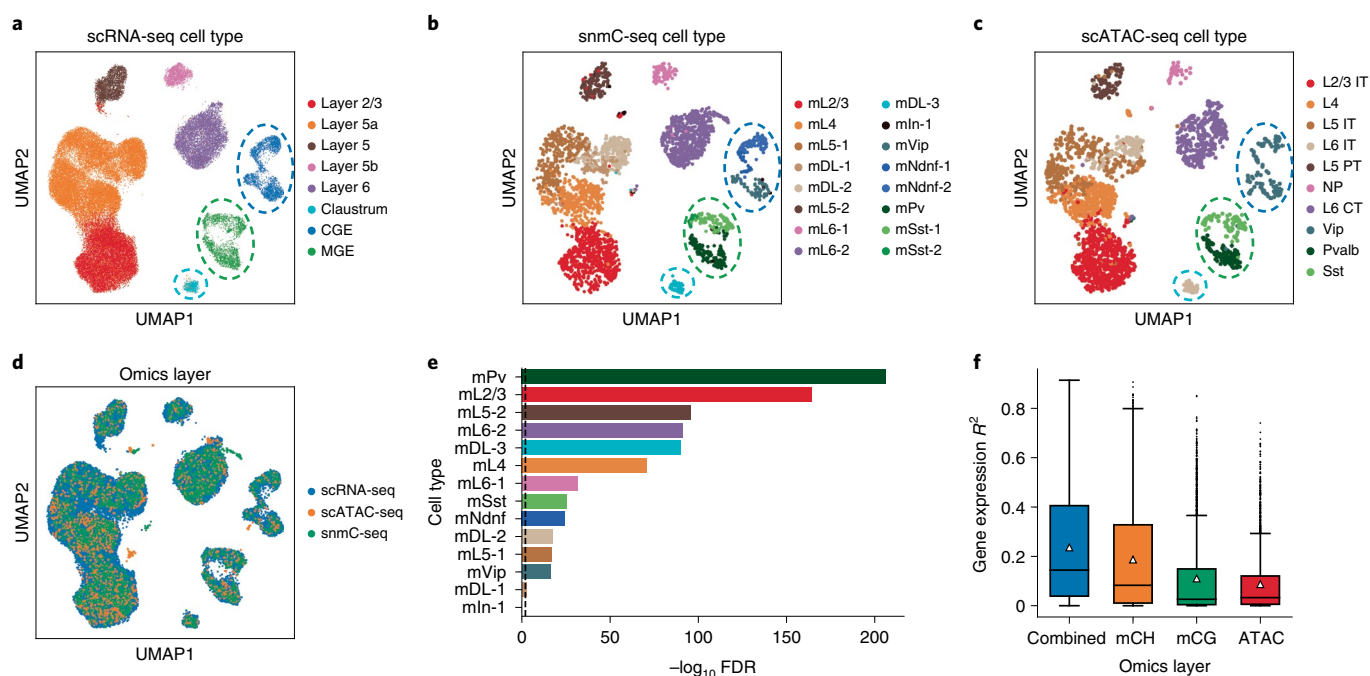 a
scRNA-seq cell type
UMAP2
UMAP1
Layer 2/3
Layer 5a
Layer 5
Layer 5b
Layer 6
Claustrum
CGE
MGE
b
snmC-seq cell type
UMAP2
UMAP1
mL2/3
mL4
mL5-1
mDL-1
mDL-2
mL5-2
mL6-1
mL6-2
mDL-3
mIn-1
mVip
mNdnf-1
mNdnf-2
mPv
mSst-1
mSst-2
c
scATAC-seq cell type
UMAP2
UMAP1
L2/3 IT
L4
L5 IT
L6 IT
L5 PT
NP
L6 CT
Vip
Pvalb
Sst
d
Omics layer
UMAP2
UMAP1
scRNA-seq
scATAC-seq
snmC-seq
e
Cell type
mPv
mL2/3
mL5-2
mL6-2
mDL-3
mL4
mL6-1
mSst
mNdnf
mDL-2
mL5-1
mVip
mDL-1
mIn-1
0 50 100 150 200
–log₁₀ FDR
f
Gene expression R²
0.8
0.6
0.4
0.2
0
Combined mCH mCG ATAC
Omics layer